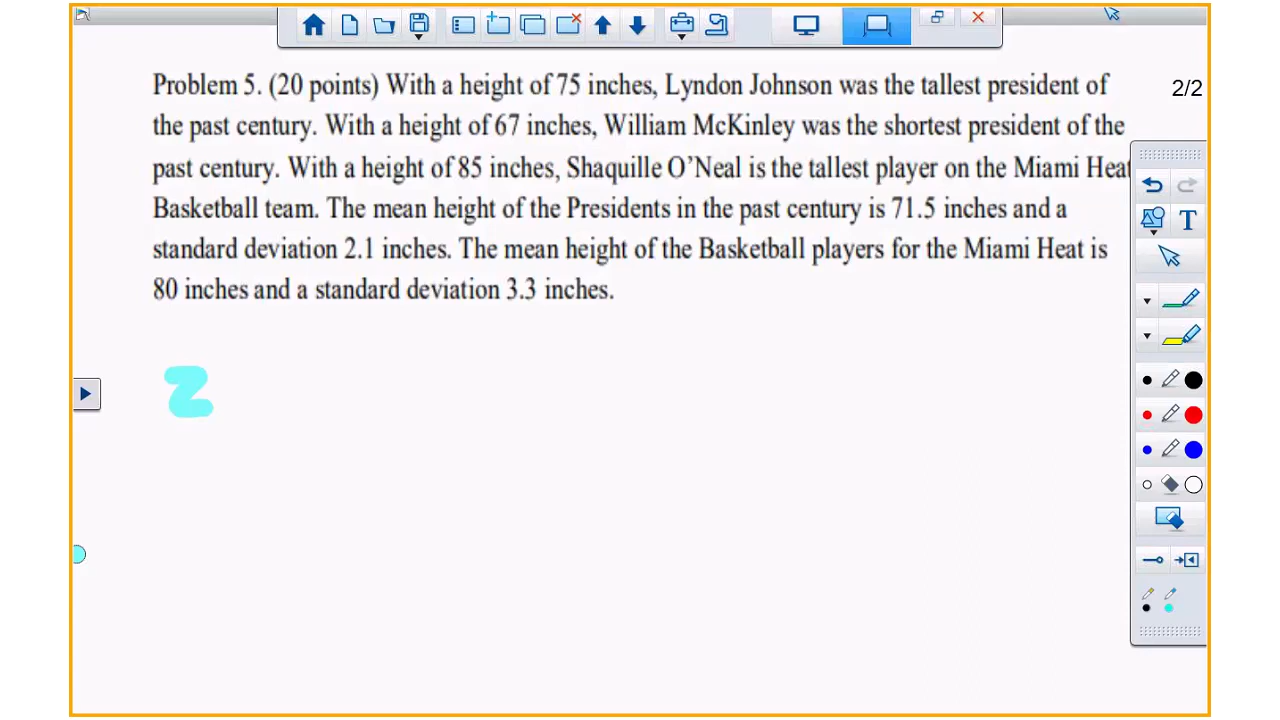 Problem 5. (20 points) With a height of 75 inches, Lyndon Johnson was the tallest president of
2/2
the past century. With a height of 67 inches, William McKinley was the shortest president of the
past century. With a height of 85 inches, Shaquille O’Neal is the tallest player on the Miami Heat
Basketball team. The mean height of the Presidents in the past century is 71.5 inches and a
T
standard deviation 2.1 inches. The mean height of the Basketball players for the Miami Heat is
80 inches and a standard deviation 3.3 inches.
Z